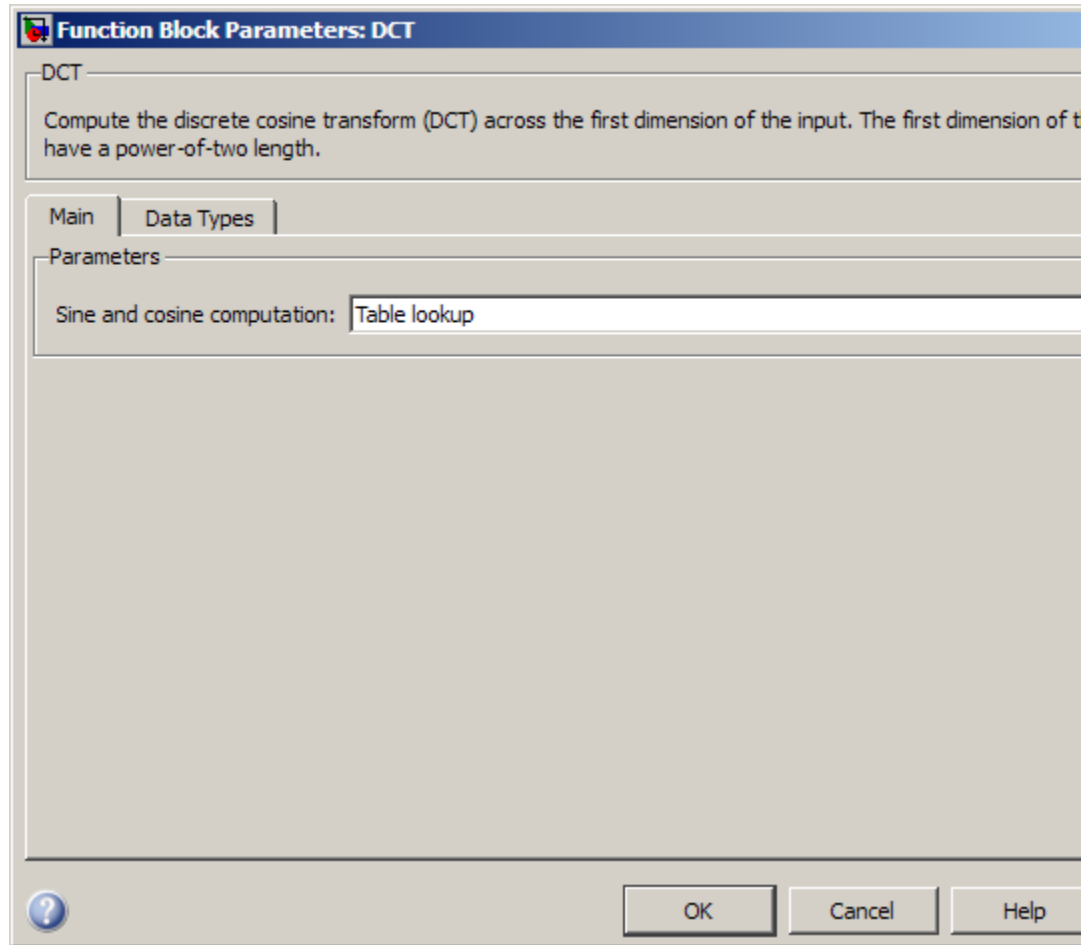 Function Block Parameters: DCT
DCT
Compute the discrete cosine transform (DCT) across the first dimension of the input. The first dimension of
have a power-of-two length.
Main
Data Types
Parameters
Sine and cosine computation: Table lookup
OK
Cancel
Help